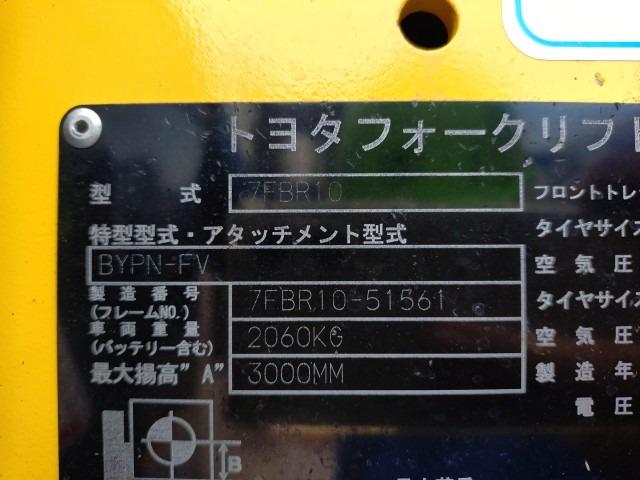 トヨタフォークリフト
型式 7FBR10 フロントトレ
特型型式・アタッチメント型式 タイヤサイズ
BYPN-FV 空気圧
製造番号 (フレームNO.) 7FBR10-51561 タイヤサイズ
車両重量 (バッテリー含む) 2060KG 空気圧
最大揚高"A" 3000MM 製造年
電圧
B